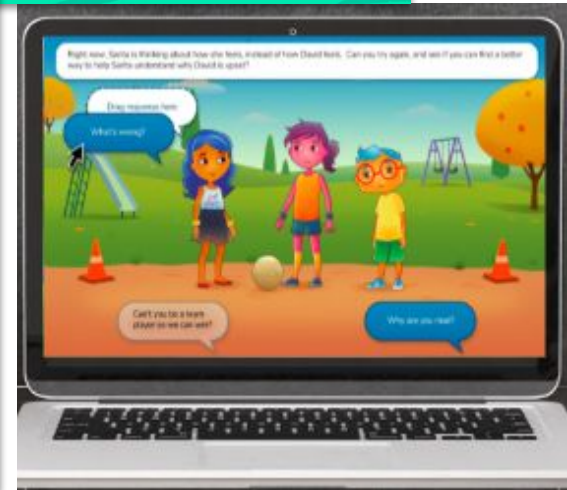 Right now, Sarita is thinking about how she feels, instead of how David feels. Can you try again, and see if you can find a better
way to help Sarita understand why David is upset?
Drag response here
What's wrong?
Can't you be a team
player so we can win?
Why are you mad?